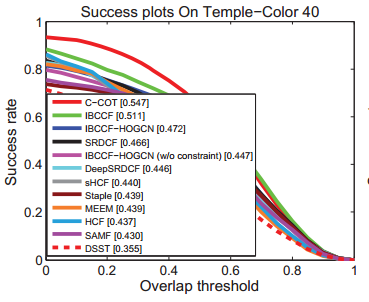 Success plots On Temple−Color 40
1
0.8
0.6
0.4
0.2
0
Success rate
C−COT [0.547]
IBCCF [0.511]
IBCCF−HOGCN [0.472]
SRDCF [0.466]
IBCCF−HOGCN (w/o constraint) [0.447]
DeepSRDCF [0.446]
sHCF [0.440]
Staple [0.439]
MEEM [0.439]
HCF [0.437]
SAMF [0.430]
DSST [0.355]
0 0.2 0.4 0.6 0.8 1
Overlap threshold